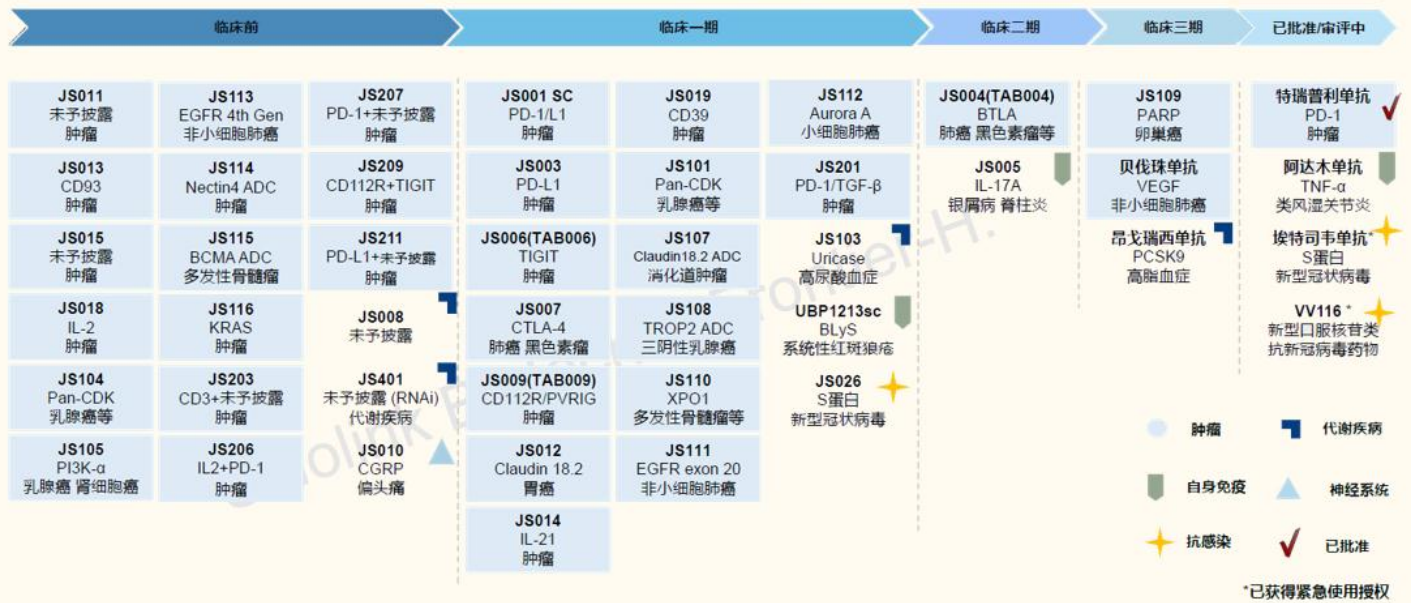 临床前
临床一期
临床二期
临床三期
已批准/审评中
JS011
未予披露
肿瘤
JS013
CD93
肿瘤
JS015
未予披露
肿瘤
JS018
IL-2
肿瘤
JS104
Pan-CDK
乳腺癌等
JS105
PI3K-α
乳腺癌 肾细胞癌
JS113
EGFR 4th Gen
非小细胞肺癌
JS114
Nectin4 ADC
肿瘤
JS115
BCMA ADC
多发性骨髓瘤
JS116
KRAS
肿瘤
JS203
CD3+未予披露
肿瘤
JS206
IL2+PD-1
肿瘤
JS207
PD-1+未予披露
肿瘤
JS209
CD112R+TIGIT
肿瘤
JS211
PD-L1+未予披露
肿瘤
JS008
未予披露
JS401
未予披露 (RNAi)
代谢疾病
JS010
CGRP
偏头痛
JS001 SC
PD-1/L1
肿瘤
JS003
PD-L1
肿瘤
JS006(TAB006)
TIGIT
肿瘤
JS007
CTLA-4
肺癌 黑色素瘤
JS009(TAB009)
CD112R/PVRIG
肿瘤
JS012
Claudin 18.2
胃癌
JS014
IL-21
肿瘤
JS019
CD39
肿瘤
JS101
Pan-CDK
乳腺癌等
JS107
Claudin18.2 ADC
消化道肿瘤
JS108
TROP2 ADC
三阴性乳腺癌
JS110
XPO1
多发性骨髓瘤等
JS111
EGFR exon 20
非小细胞肺癌
JS112
Aurora A
小细胞肺癌
JS201
PD-1/TGF-β
肿瘤
JS103
Uricase
高尿酸血症
UBP1213sc
BLyS
系统性红斑狼疮
JS026
S蛋白
新型冠状病毒
JS004(TAB004)
BTLA
肺癌 黑色素瘤等
JS005
IL-17A
银屑病 脊柱炎
JS109
PARP
卵巢癌
贝伐珠单抗
VEGF
非小细胞肺癌
昂戈瑞西单抗
PCSK9
高脂血症
特瑞普利单抗
PD-1
肿瘤
阿达木单抗
TNF-α
类风湿关节炎
埃特司韦单抗*
S蛋白
新型冠状病毒
VV116 *
新型口服核苷类
抗新冠病毒药物
肿瘤
代谢疾病
自身免疫
神经系统
抗感染
已批准
*已获得紧急使用授权